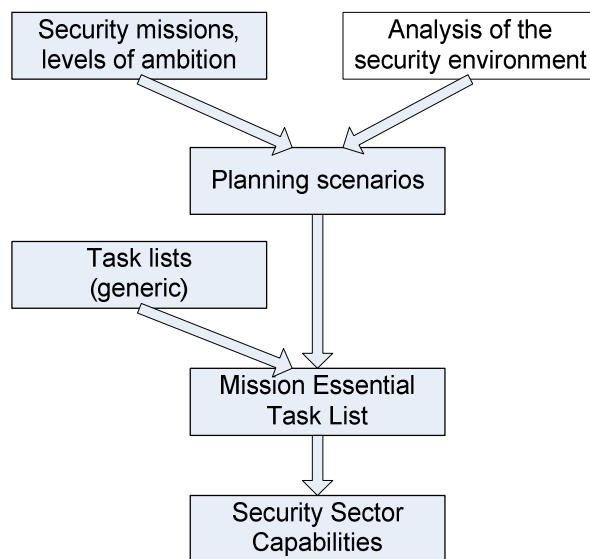 Security missions,
levels of ambition
Analysis of the
security environment
Planning scenarios
Task lists
(generic)
Mission Essential
Task List
Security Sector
Capabilities